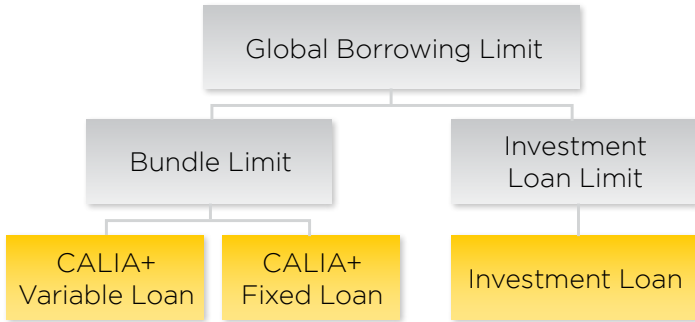 Global Borrowing Limit
Bundle Limit
Investment
Loan Limit
CALIA+
Variable Loan
CALIA+
Fixed Loan
Investment Loan